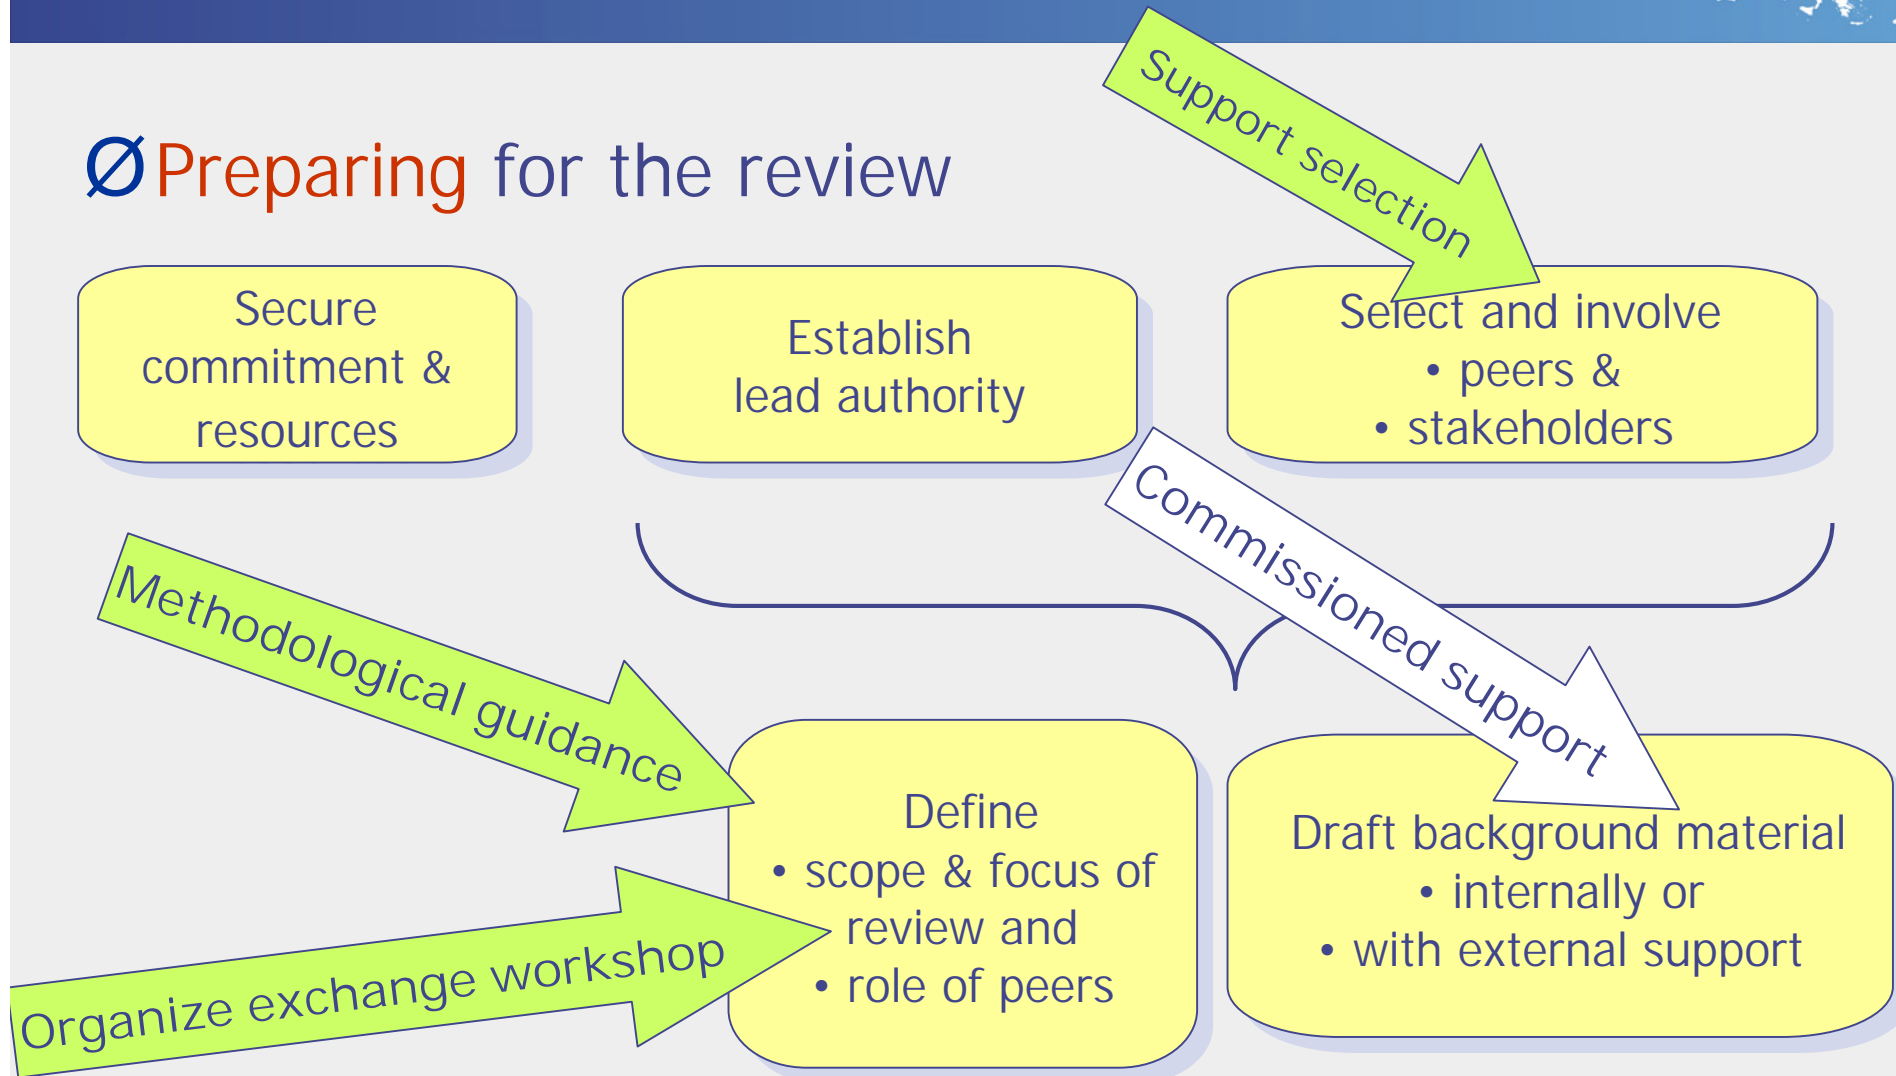 Ø Preparing for the review
Support selection
Secure
commitment &
resources
Establish
lead authority
Select and involve
• peers &
• stakeholders
Commissioned support
Methodological guidance
Organize exchange workshop
Define
• scope & focus of
review and
• role of peers
Draft background material
• internally or
• with external support